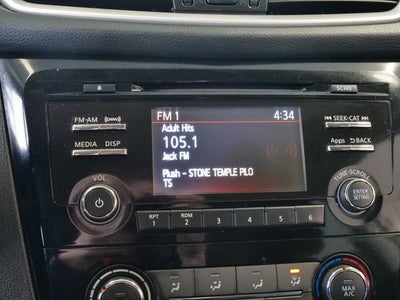 SCAN
FM 1 4:34
Adult Hits
105.1
Jack FM
Plush - STONE TEMPLE PILO
TS
FM-AM
MEDIA DISP
SEEK-CAT
Apps BACK
VOL
TUNE-SCROLL
ENTER
SETTING
RPT
1
RDM
2
3
4
5
6
MAX
A/C